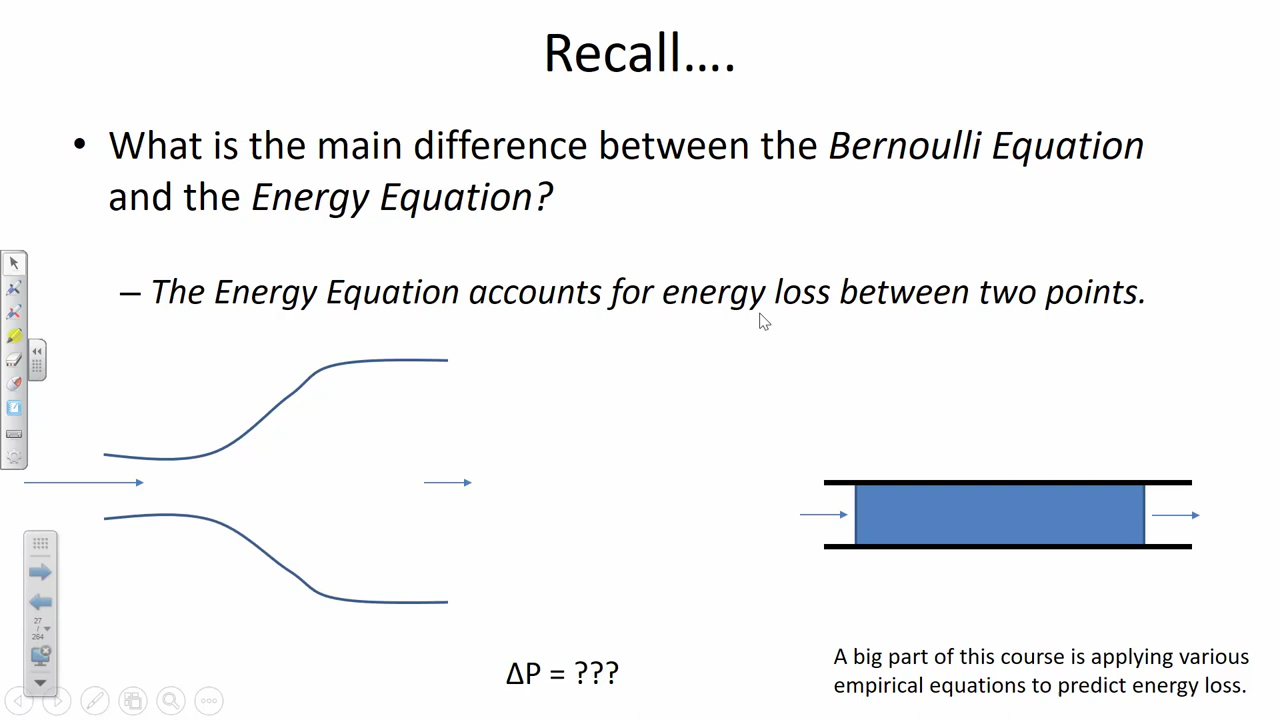 Recall….
• What is the main difference between the Bernoulli Equation
and the Energy Equation?
– The Energy Equation accounts for energy loss between two points.
27
/
264
ΔP = ???
A big part of this course is applying various
empirical equations to predict energy loss.